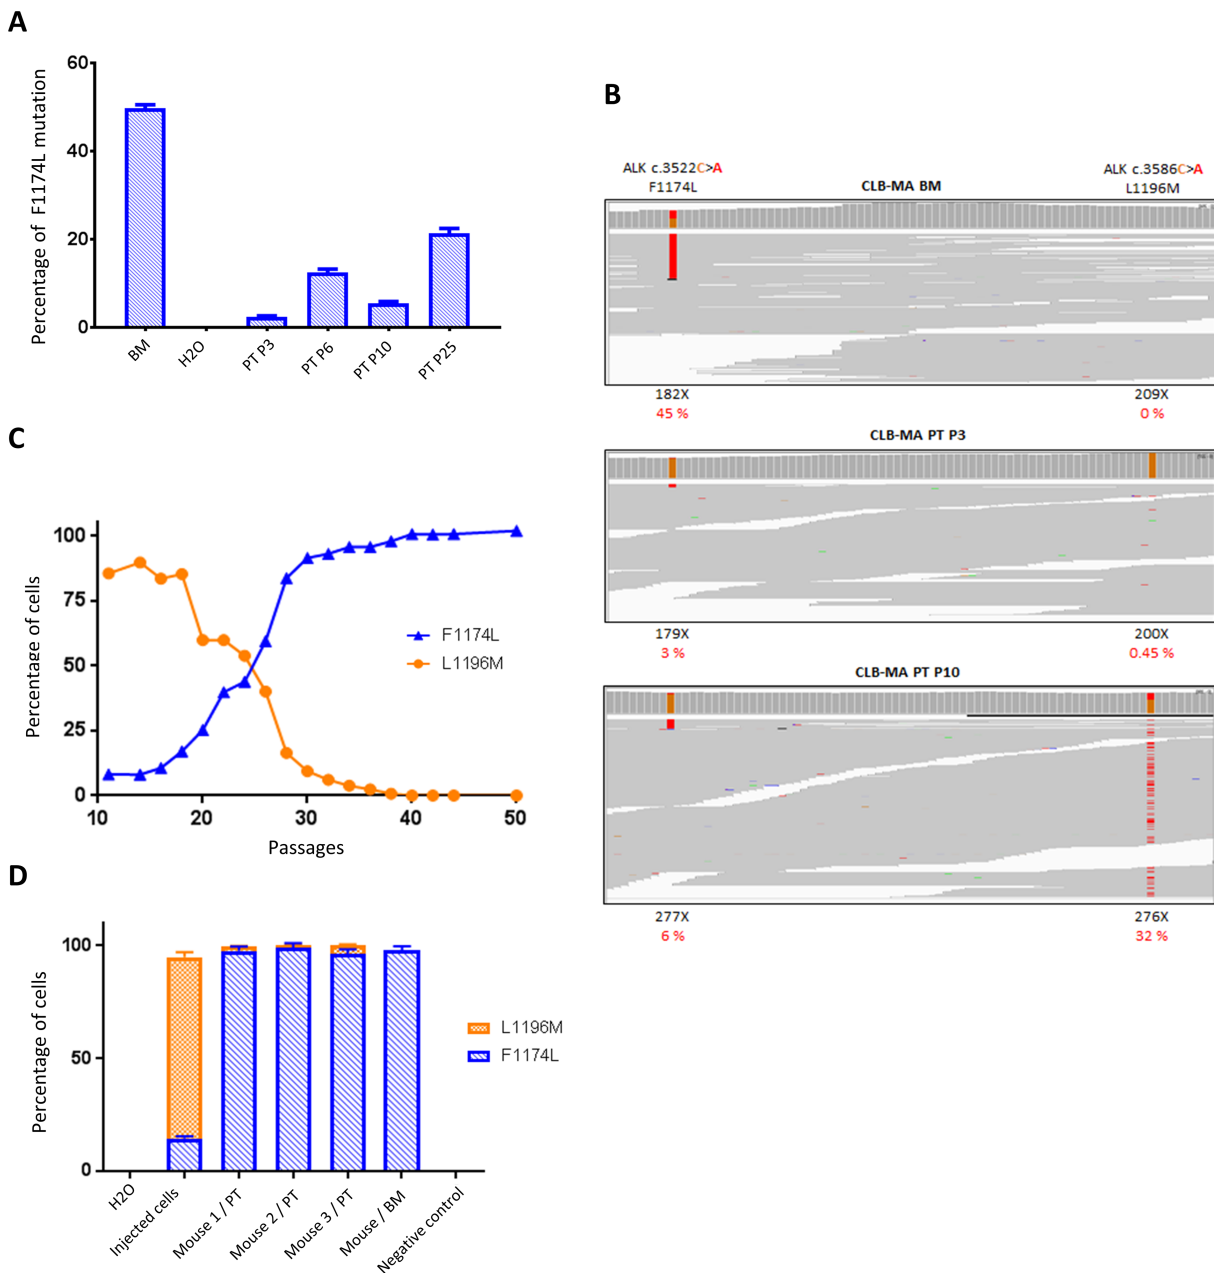 A
Percentage of F1174L mutation
60
40
20
0
BM
H2O
PT P3
PT P6
PT P10
PT P25
B
ALK c.3522C>A
F1174L
CLB-MA BM
ALK c.3586C>A
L1196M
182X
45 %
209X
0 %
CLB-MA PT P3
179X
3 %
200X
0.45 %
CLB-MA PT P10
277X
6 %
276X
32 %
C
Percentage of cells
100
75
50
25
0
10
20
30
40
50
Passages
F1174L
L1196M
D
Percentage of cells
100
50
0
H2O
Injected cells
Mouse 1 / PT
Mouse 2 / PT
Mouse 3 / PT
Mouse / BM
Negative control
L1196M
F1174L